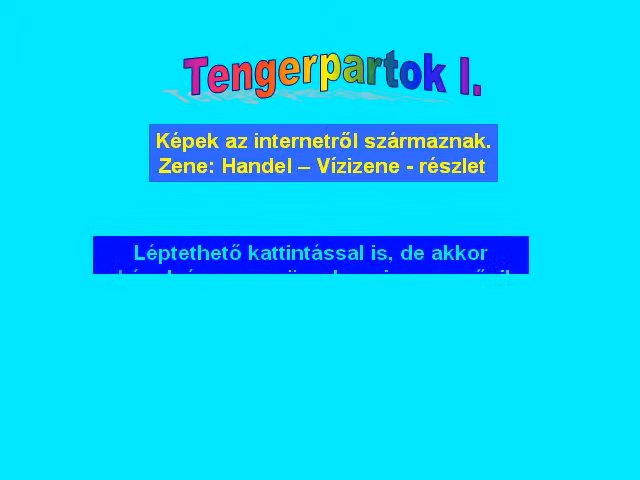 Tengerpartok I.
Képek az internetről származnak.
Zene: Handel – Vízizene - részlet
Léptethető kattintással is, de akkor